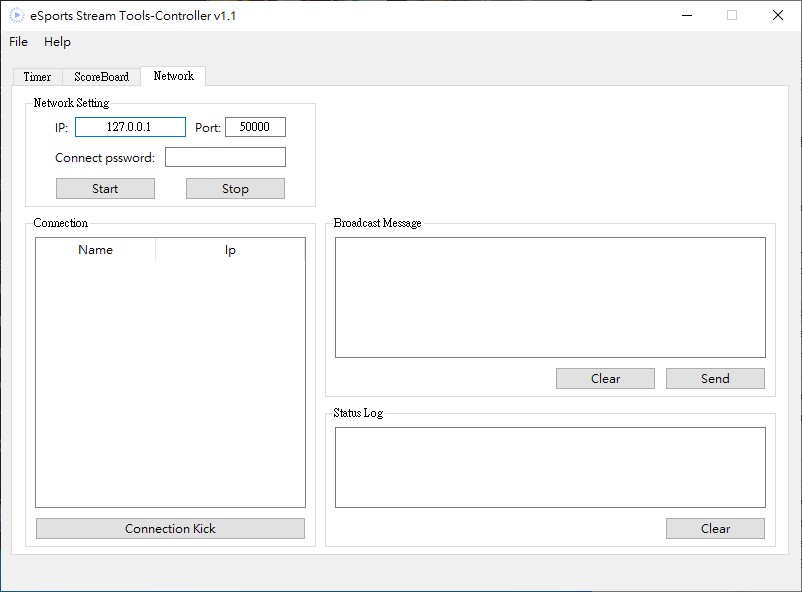 eSports Stream Tools-Controller v1.1
File Help
Timer ScoreBoard Network
Network Setting
IP: 127.0.0.1 Port: 50000
Connect pssword:
Start Stop
Connection
Name Ip
Connection Kick
Broadcast Message
Clear Send
Status Log
Clear